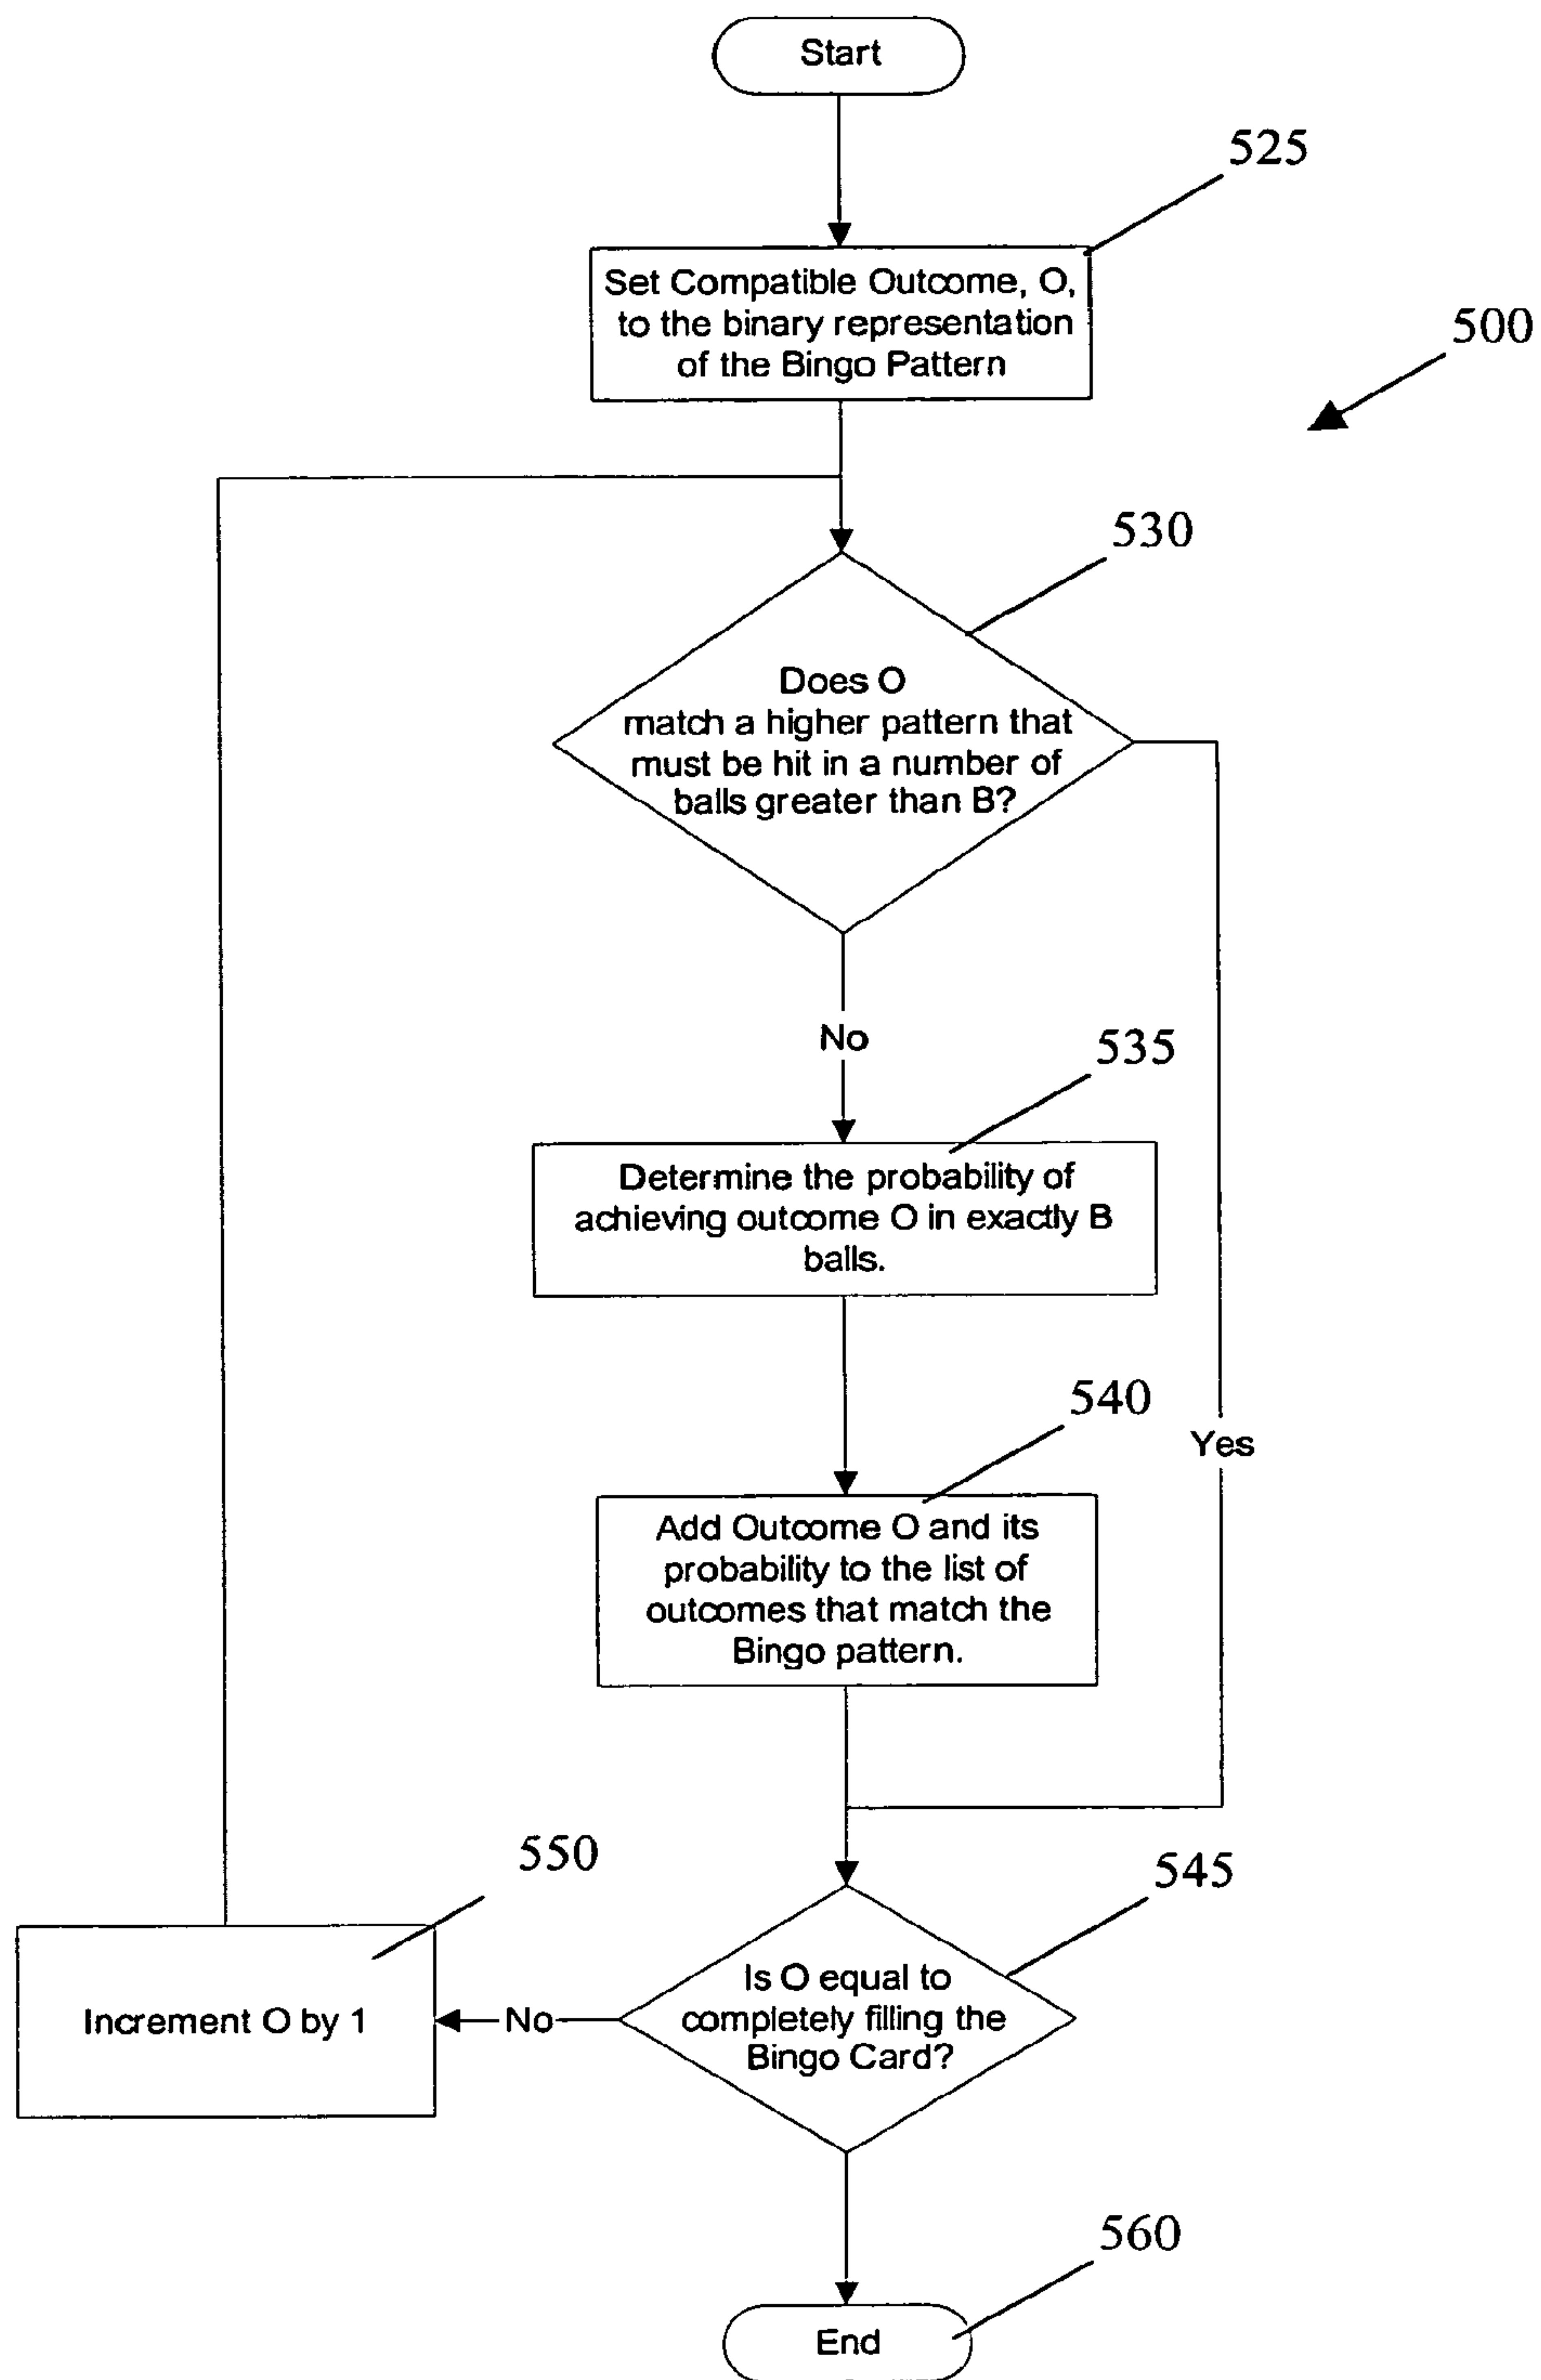 Start
525
Set Compatible Outcome, O,
to the binary representation
of the Bingo Pattern
500
530
Does O
match a higher pattern that
must be hit in a number of
balls greater than B?
No
535
Determine the probability of
achieving outcome O in exactly B
balls.
540
Yes
Add Outcome O and its
probability to the list of
outcomes that match the
Bingo pattern.
550
545
Is O equal to
completely filling the
Bingo Card?
No
Increment O by 1
560
End